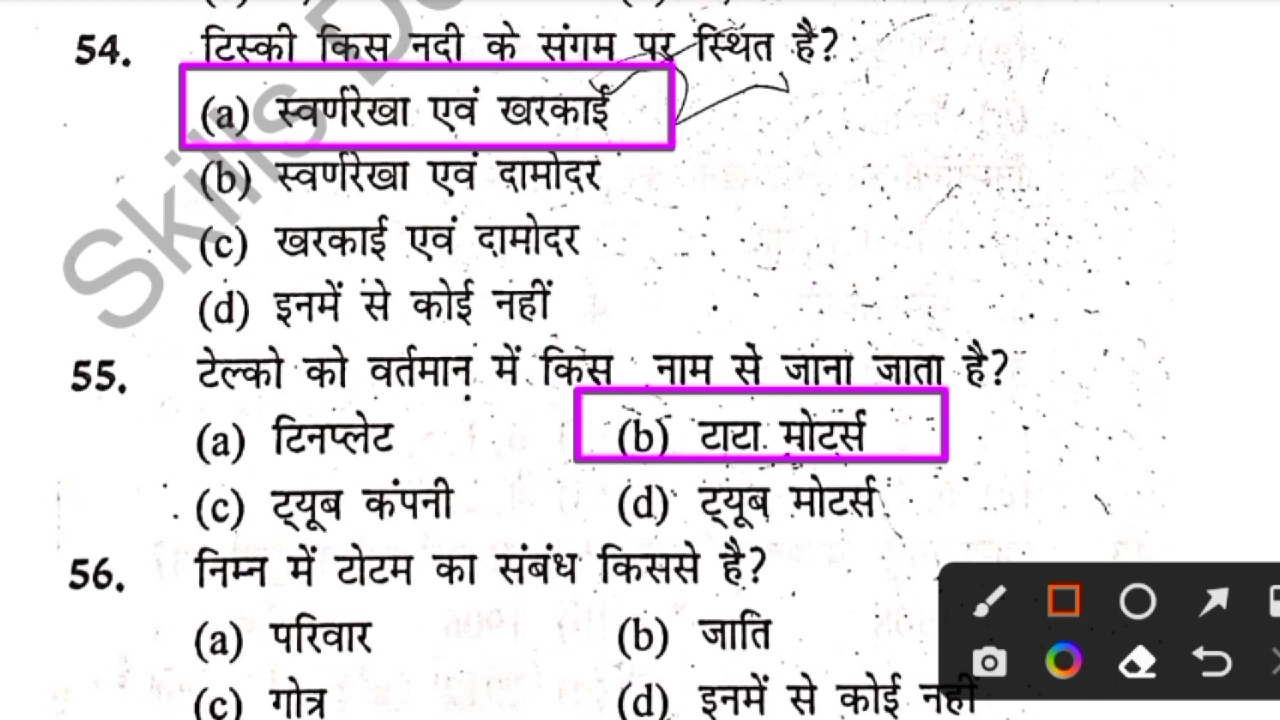 54. टिस्की किस नदी के संगम पर स्थित है?
(a) स्वर्णरेखा एवं खरकाई
(b) स्वर्णरेखा एवं दामोदर
(c) खरकाई एवं दामोदर
(d) इनमें से कोई नहीं
55. टेल्को को वर्तमान में किस नाम से जाना जाता है?
(a) टिनप्लेट (b) टाटा मोटर्स
(c) ट्यूब कंपनी (d) ट्यूब मोटर्स
56. निम्न में टोटम का संबंध किससे है?
(a) परिवार (b) जाति
(c) गोत्र (d) इनमें से कोई नहीं
Skills